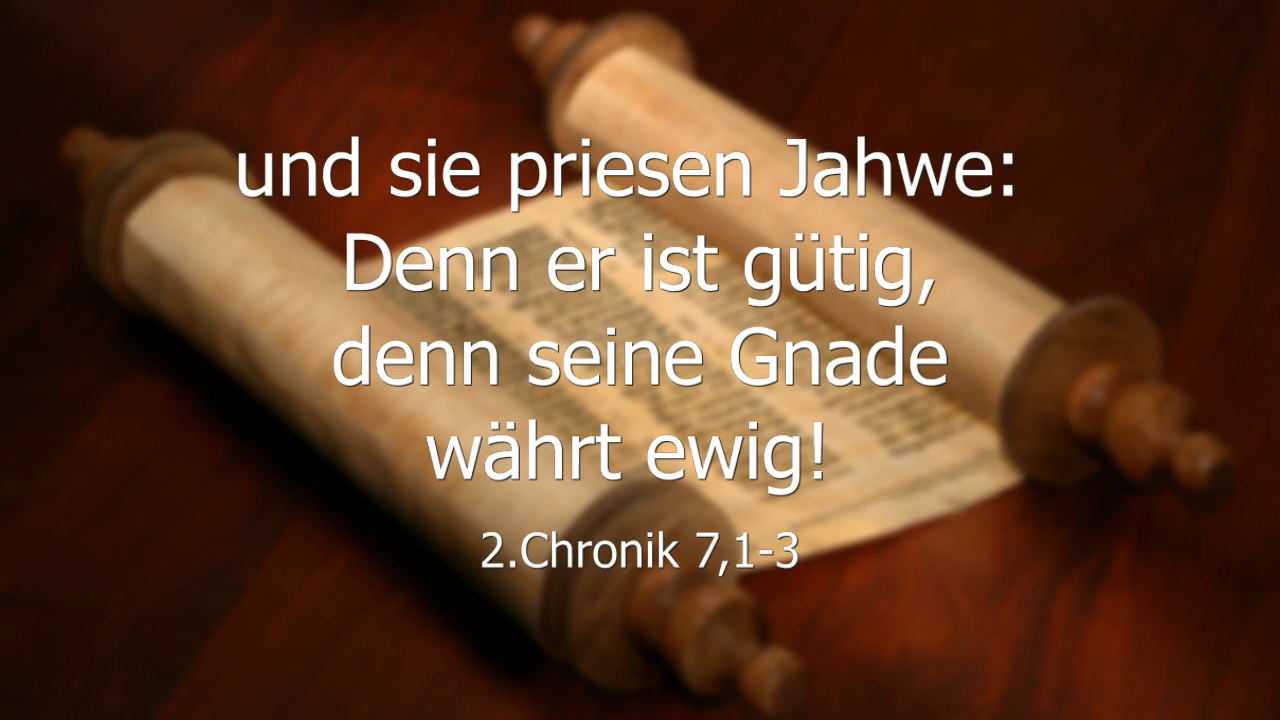 und sie priesen Jahwe:
Denn er ist gütig,
denn seine Gnade
währt ewig!
2.Chronik 7,1-3